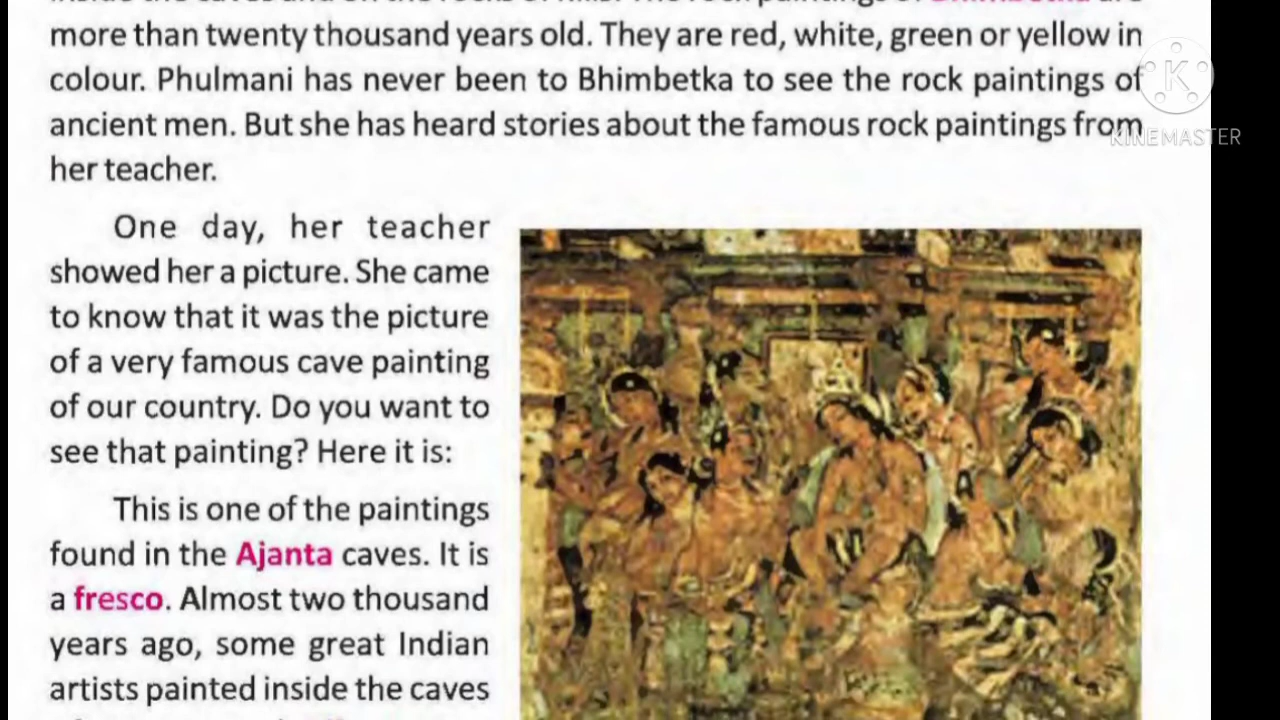 more than twenty thousand years old. They are red, white, green or yellow in
colour. Phulmani has never been to Bhimbetka to see the rock paintings of
ancient men. But she has heard stories about the famous rock paintings from
her teacher.
One day, her teacher
showed her a picture. She came
to know that it was the picture
of a very famous cave painting
of our country. Do you want to
see that painting? Here it is:
This is one of the paintings
found in the Ajanta caves. It is
a fresco. Almost two thousand
years ago, some great Indian
artists painted inside the caves
K
KINEMASTER